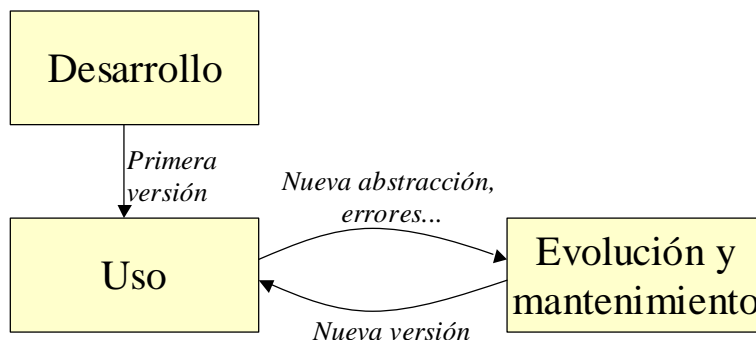 Desarrollo
Primera
versión
Nueva abstracción,
errores...
Uso
Evolución y
mantenimiento
Nueva versión